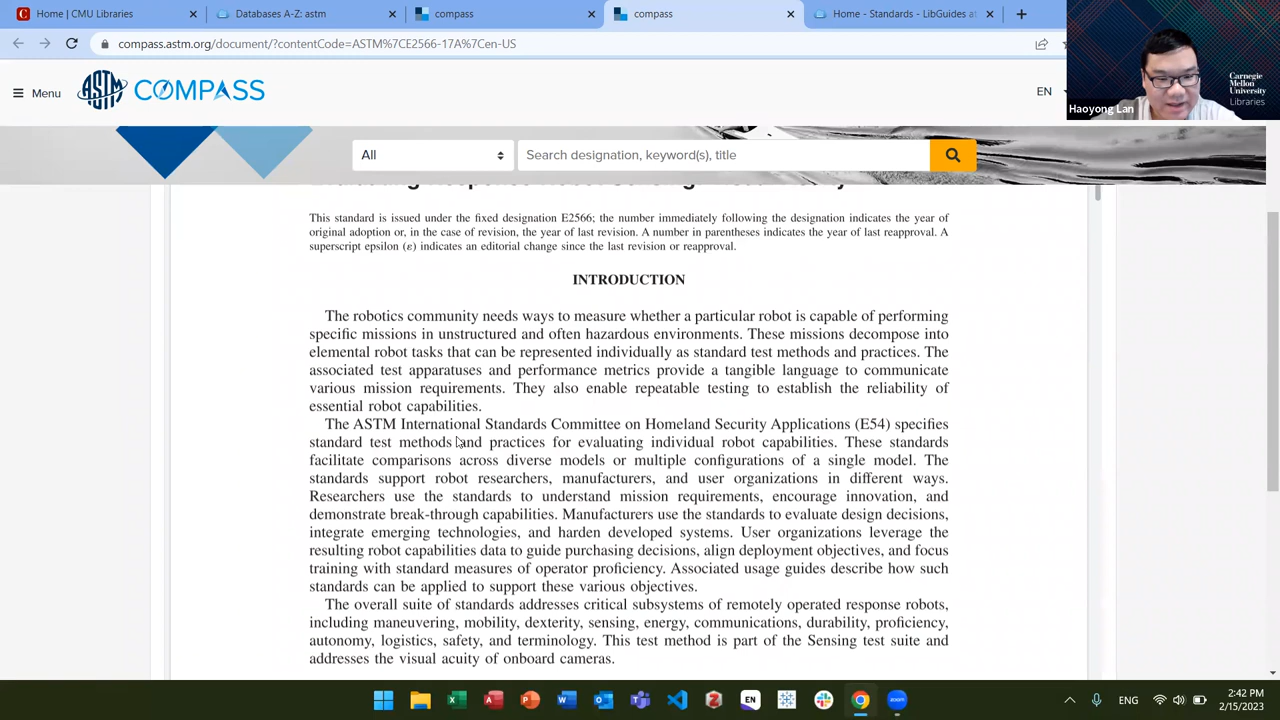 Home | CMU Libraries
Databases A-Z: astm
compass
compass
Home - Standards - LibGuides at
compass.astm.org/document/?contentCode=ASTM%7CE2566-17A%7Cen-US
Menu
ASTM
COMPASS
EN
Haoyong Lan
Carnegie
Mellon
University
Libraries
All
Search designation, keyword(s), title
This standard is issued under the fixed designation E2566; the number immediately following the designation indicates the year of
original adoption or, in the case of revision, the year of last revision. A number in parentheses indicates the year of last reapproval. A
superscript epsilon (ε) indicates an editorial change since the last revision or reapproval.
INTRODUCTION
The robotics community needs ways to measure whether a particular robot is capable of performing
specific missions in unstructured and often hazardous environments. These missions decompose into
elemental robot tasks that can be represented individually as standard test methods and practices. The
associated test apparatuses and performance metrics provide a tangible language to communicate
various mission requirements. They also enable repeatable testing to establish the reliability of
essential robot capabilities.
The ASTM International Standards Committee on Homeland Security Applications (E54) specifies
standard test methods and practices for evaluating individual robot capabilities. These standards
facilitate comparisons across diverse models or multiple configurations of a single model. The
standards support robot researchers, manufacturers, and user organizations in different ways.
Researchers use the standards to understand mission requirements, encourage innovation, and
demonstrate break-through capabilities. Manufacturers use the standards to evaluate design decisions,
integrate emerging technologies, and harden developed systems. User organizations leverage the
resulting robot capabilities data to guide purchasing decisions, align deployment objectives, and focus
training with standard measures of operator proficiency. Associated usage guides describe how such
standards can be applied to support these various objectives.
The overall suite of standards addresses critical subsystems of remotely operated response robots,
including maneuvering, mobility, dexterity, sensing, energy, communications, durability, proficiency,
autonomy, logistics, safety, and terminology. This test method is part of the Sensing test suite and
addresses the visual acuity of onboard cameras.
EN
ENG
2:42 PM
2/15/2023